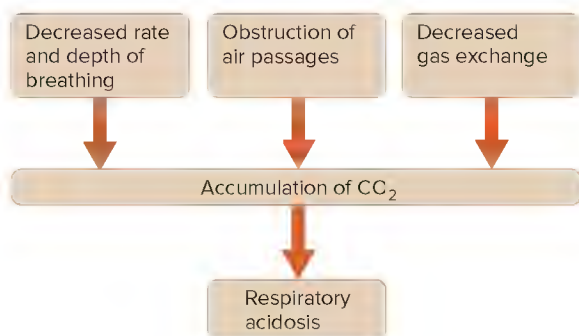 Decreased rate
and depth of
breathing
Obstruction of
air passages
Decreased
gas exchange
Accumulation of CO₂
Respiratory
acidosis